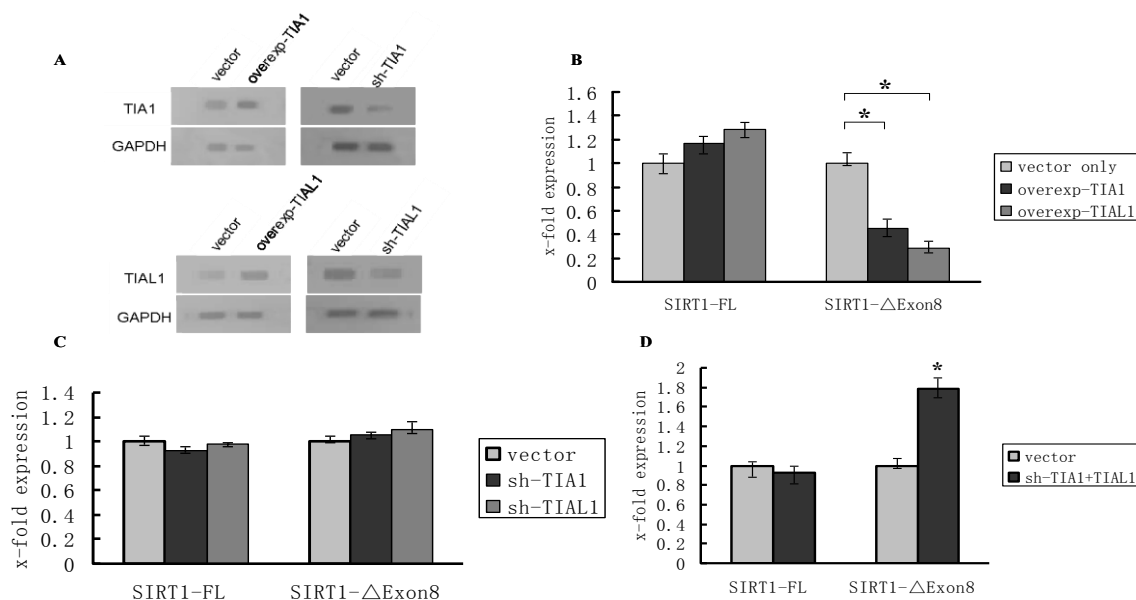 A
vector
overexp-TIA1
vector
sh-TIA1
TIA1
GAPDH
vector
overexp-TIAL1
vector
sh-TIAL1
TIAL1
GAPDH
B
x-fold expression
1.6
1.4
1.2
1
0.8
0.6
0.4
0.2
0
*
*
SIRT1-FL
SIRT1-△Exon8
vector only
overexp-TIA1
overexp-TIAL1
C
x-fold expression
1.4
1.2
1
0.8
0.6
0.4
0.2
0
SIRT1-FL
SIRT1-△Exon8
vector
sh-TIA1
sh-TIAL1
D
x-fold expression
2
1.8
1.6
1.4
1.2
1
0.8
0.6
0.4
0.2
0
*
SIRT1-FL
SIRT1-△Exon8
vector
sh-TIA1+TIAL1